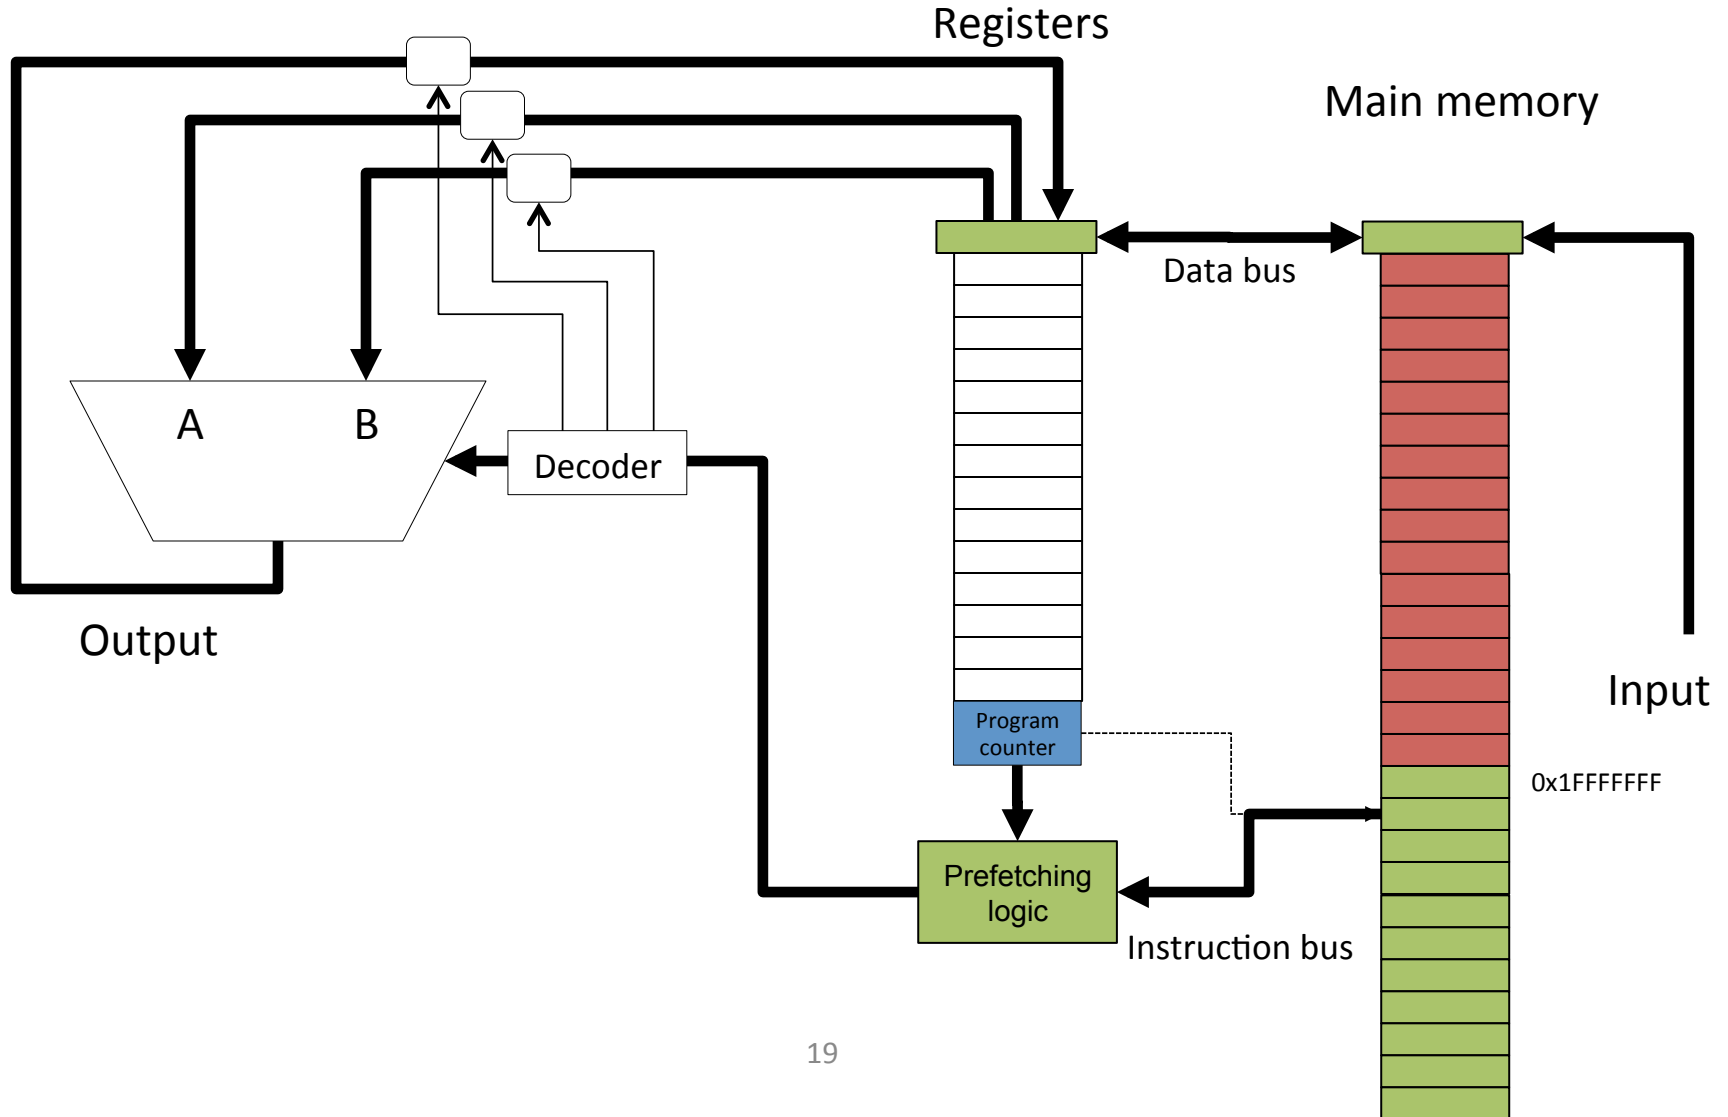 Registers
Main memory
Data bus
A
B
Decoder
Output
Input
Program
counter
0x1FFFFFFF
Prefetching
logic
Instruction bus
19